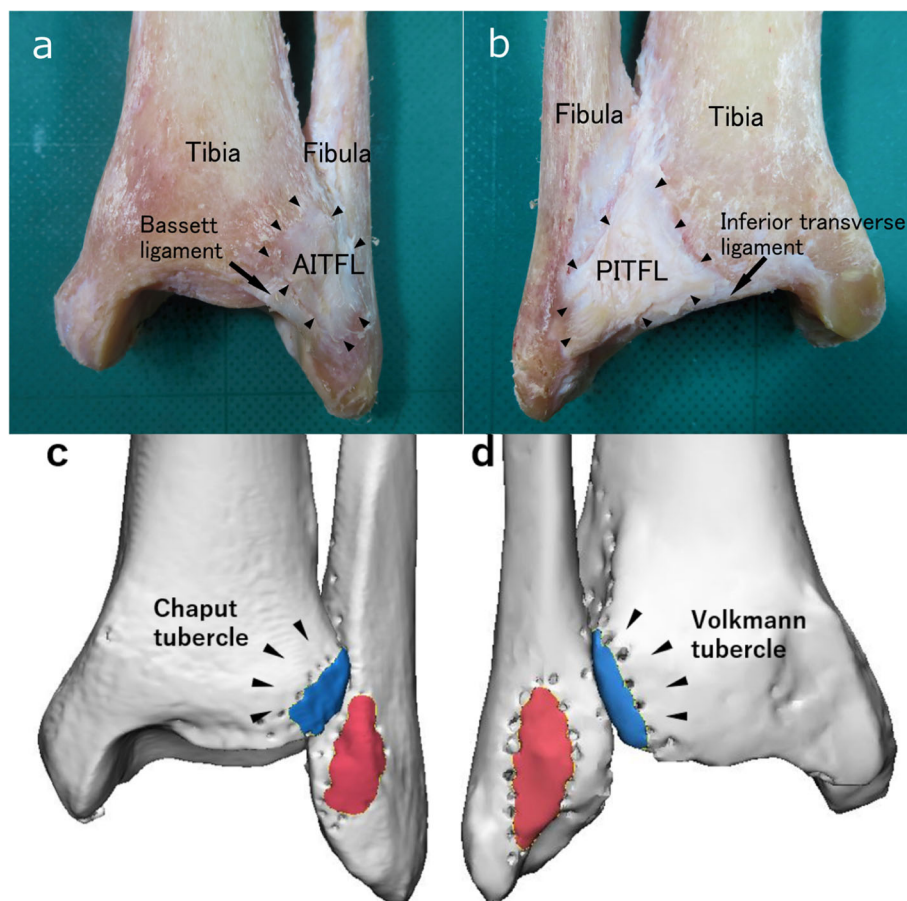 a
Tibia
Fibula
Bassett
ligament
AITFL
b
Fibula
Tibia
Inferior transverse
ligament
PITFL
c
Chaput
tubercle
d
Volkmann
tubercle